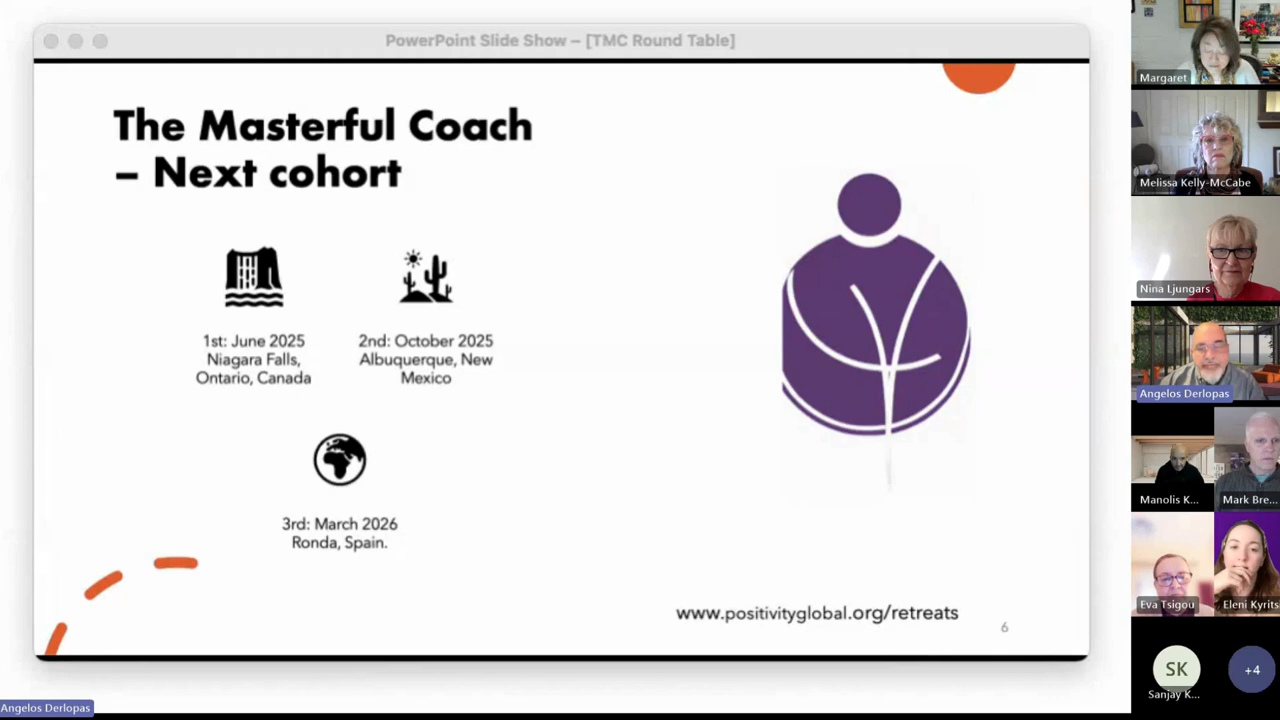 PowerPoint Slide Show – [TMC Round Table]
The Masterful Coach
– Next cohort
1st: June 2025
Niagara Falls,
Ontario, Canada
2nd: October 2025
Albuquerque, New
Mexico
3rd: March 2026
Ronda, Spain.
www.positivityglobal.org/retreats
6
Margaret
Melissa Kelly-McCabe
Nina Ljungars
Angelos Derlopas
Manolis K...
Mark Bre...
Eva Tsigou
Eleni Kyrits
SK
Sanjay K...
+4
Angelos Derlopas